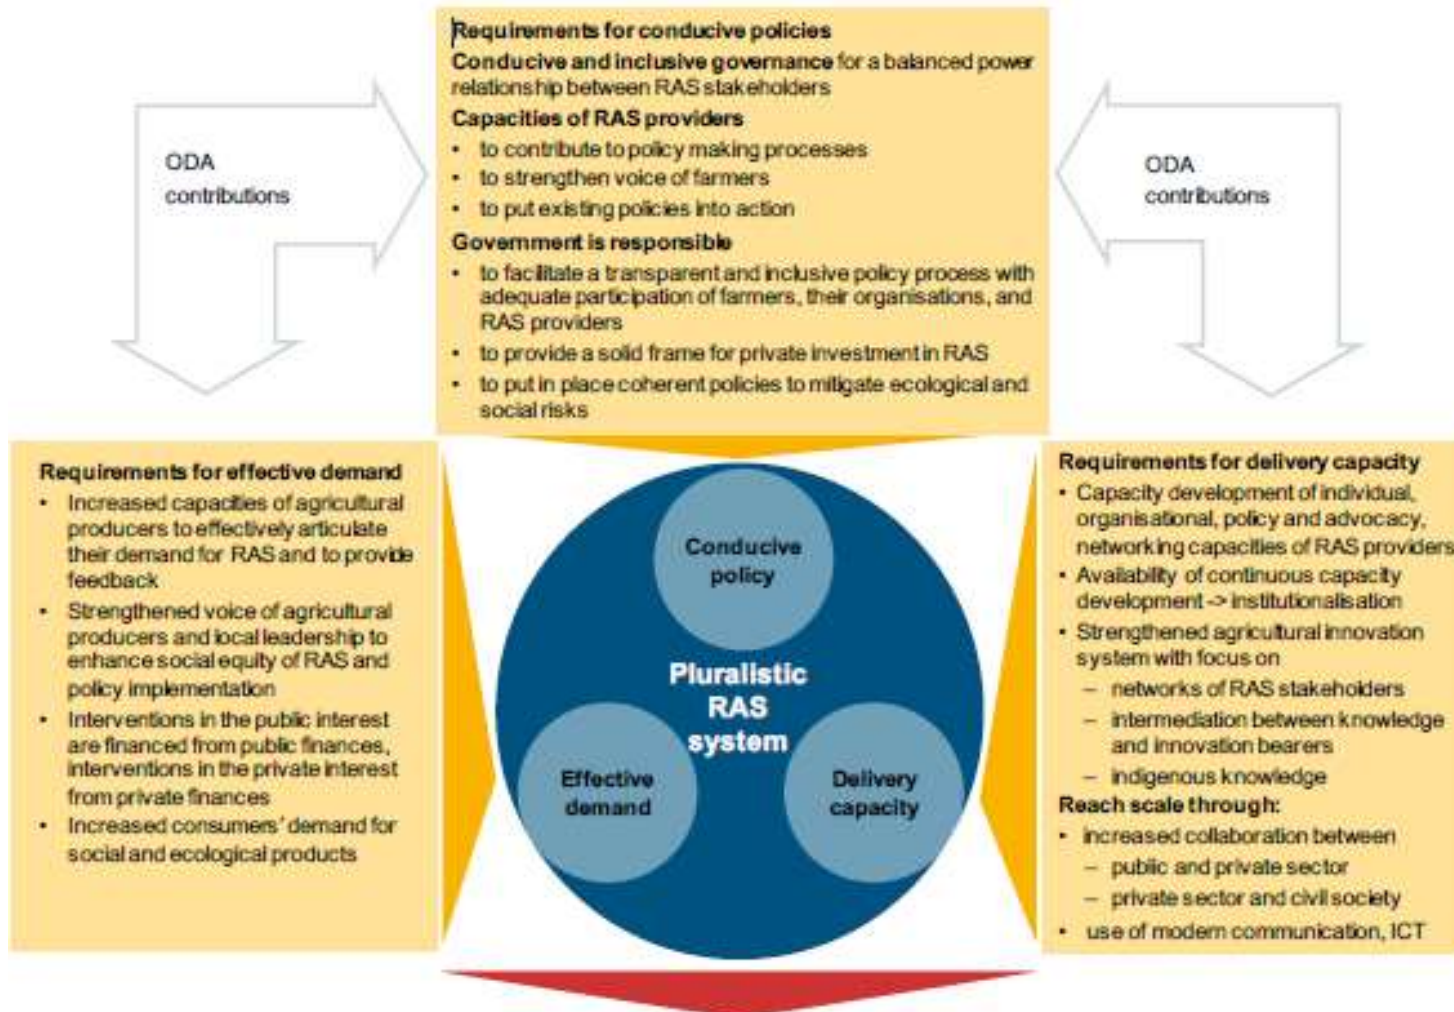 Requirements for conducive policies
Conducive and inclusive governance for a balanced power
relationship between RAS stakeholders
Capacities of RAS providers
• to contribute to policy making processes
• to strengthen voice of farmers
• to put existing policies into action
Government is responsible
• to facilitate a transparent and inclusive policy process with
adequate participation of farmers, their organisations, and
RAS providers
• to provide a solid frame for private investment in RAS
• to put in place coherent policies to mitigate ecological and
social risks
ODA
contributions
ODA
contributions
Requirements for effective demand
• Increased capacities of agricultural
producers to effectively articulate
their demand for RAS and to provide
feedback
• Strengthened voice of agricultural
producers and local leadership to
enhance social equity of RAS and
policy implementation
• Interventions in the public interest
are financed from public finances,
interventions in the private interest
from private finances
• Increased consumers' demand for
social and ecological products
Conducive
policy
Pluralistic
RAS
system
Effective
demand
Delivery
capacity
Requirements for delivery capacity
• Capacity development of individual,
organisational, policy and advocacy,
networking capacities of RAS providers
• Availability of continuous capacity
development -> institutionalisation
• Strengthened agricultural innovation
system with focus on
– networks of RAS stakeholders
– intermediation between knowledge
and innovation bearers
– indigenous knowledge
Reach scale through:
• increased collaboration between
– public and private sector
– private sector and civil society
• use of modern communication, ICT